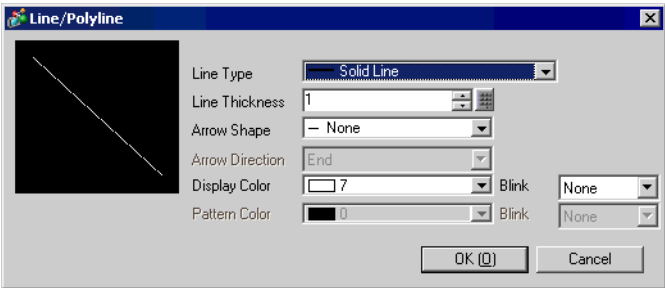 Line/Polyline
Line Type Solid Line
Line Thickness 1
Arrow Shape None
Arrow Direction End
Display Color 7 Blink None
Pattern Color 0 Blink None
OK (O) Cancel